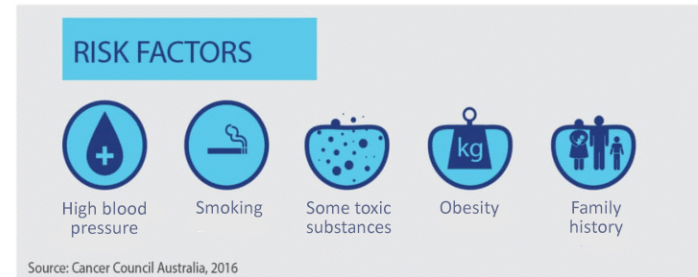 RISK FACTORS
kg
High blood
pressure
Smoking
Some toxic
substances
Obesity
Family
history
Source: Cancer Council Australia, 2016